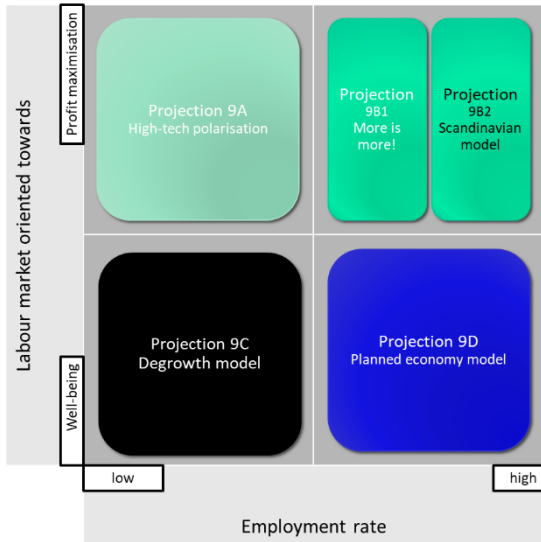 Labour market oriented towards
Profit maximisation
Well-being
Projection 9A
High-tech polarisation
Projection
9B1
More is
more!
Projection
9B2
Scandinavian
model
Projection 9C
Degrowth model
Projection 9D
Planned economy model
low
high
Employment rate